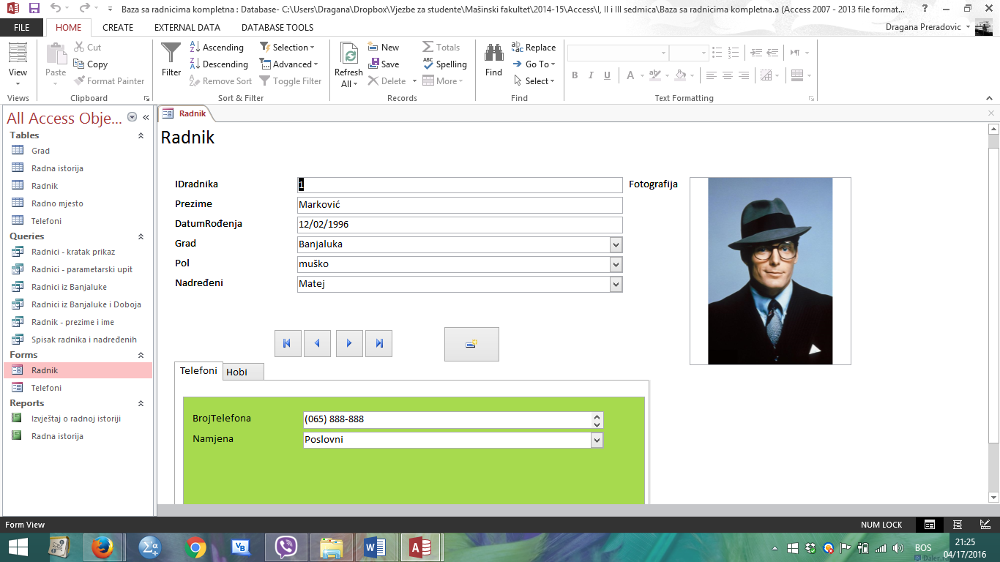 Baza sa radnicima kompletna : Database- C:\Users\Dragana\Dropbox\Vjezbe za studente\Mašinski fakultet\2014-15\Access\I, II i III sedmica\Baza sa radnicima kompletna.a (Access 2007 - 2013 file format...
FILE HOME CREATE EXTERNAL DATA DATABASE TOOLS Dragana Preradovic
View
Views
Paste
Cut
Copy
Format Painter
Clipboard
Filter
Ascending
Descending
Remove Sort
Selection
Advanced
Toggle Filter
Sort & Filter
Refresh All
New
Save
Delete
Totals
Spelling
More
Records
Find
Replace
Go To
Select
Find
B I U A ab
Text Formatting
All Access Obje...
Tables
Grad
Radna istorija
Radnik
Radno mjesto
Telefoni
Queries
Radnici - kratak prikaz
Radnici - parametarski upit
Radnici iz Banjaluke
Radnici iz Banjaluke i Doboja
Radnik - prezime i ime
Spisak radnika i nadređenih
Forms
Radnik
Telefoni
Reports
Izvještaj o radnoj istoriji
Radna istorija
Radnik
Radnik
IDradnika 1 Fotografija
Prezime Marković
DatumRođenja 12/02/1996
Grad Banjaluka
Pol muško
Nadređeni Matej
Telefoni Hobi
BrojTelefona (065) 888-888
Namjena Poslovni
Form View NUM LOCK
BOS
21:25
04/17/2016